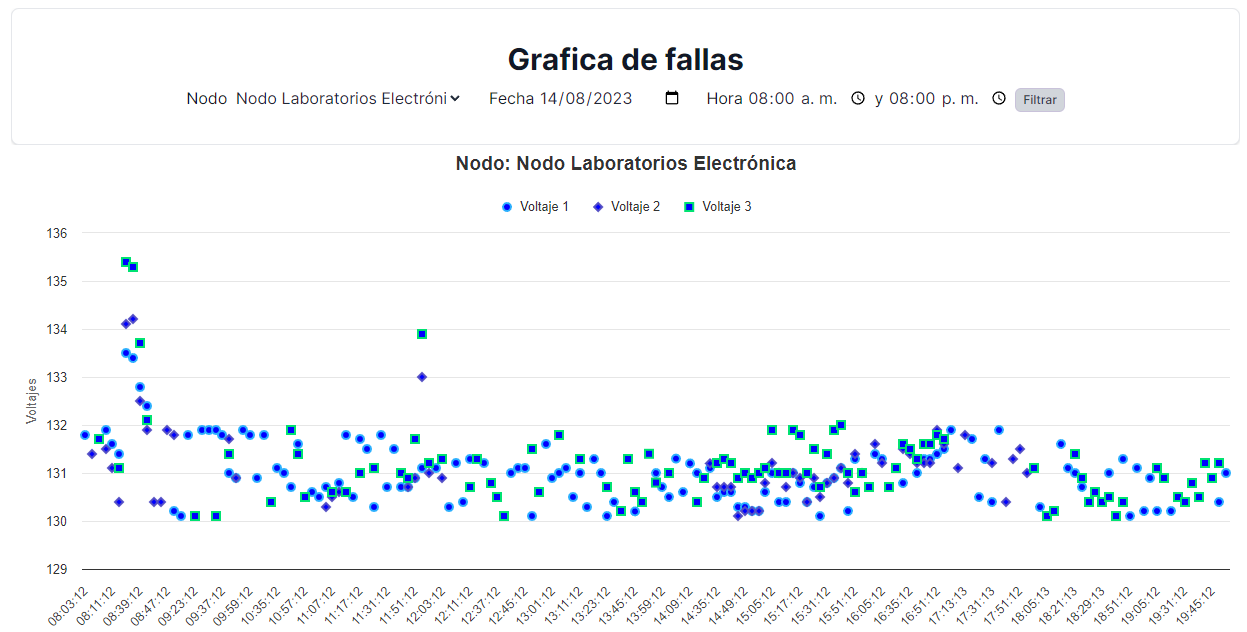 Grafica de fallas
Nodo Nodo Laboratorios Electróni Fecha 14/08/2023 Hora 08:00 a. m. y 08:00 p. m. Filtrar
Nodo: Nodo Laboratorios Electrónica
Voltaje 1 Voltaje 2 Voltaje 3
Voltajes
136
135
134
133
132
131
130
129
08:03:12 08:11:12 08:39:12 08:47:12 09:23:12 09:37:12 09:59:12 10:35:12 10:57:12 11:07:12 11:17:12 11:31:12 11:51:12 12:03:12 12:11:12 12:37:12 12:45:12 13:01:12 13:11:12 13:23:12 13:45:12 13:59:12 14:09:12 14:35:12 14:49:12 15:05:12 15:17:12 15:31:12 15:51:12 16:05:12 16:35:12 16:51:12 17:13:13 17:31:13 17:51:12 18:05:13 18:21:13 18:29:13 18:51:12 19:05:12 19:31:12 19:45:12